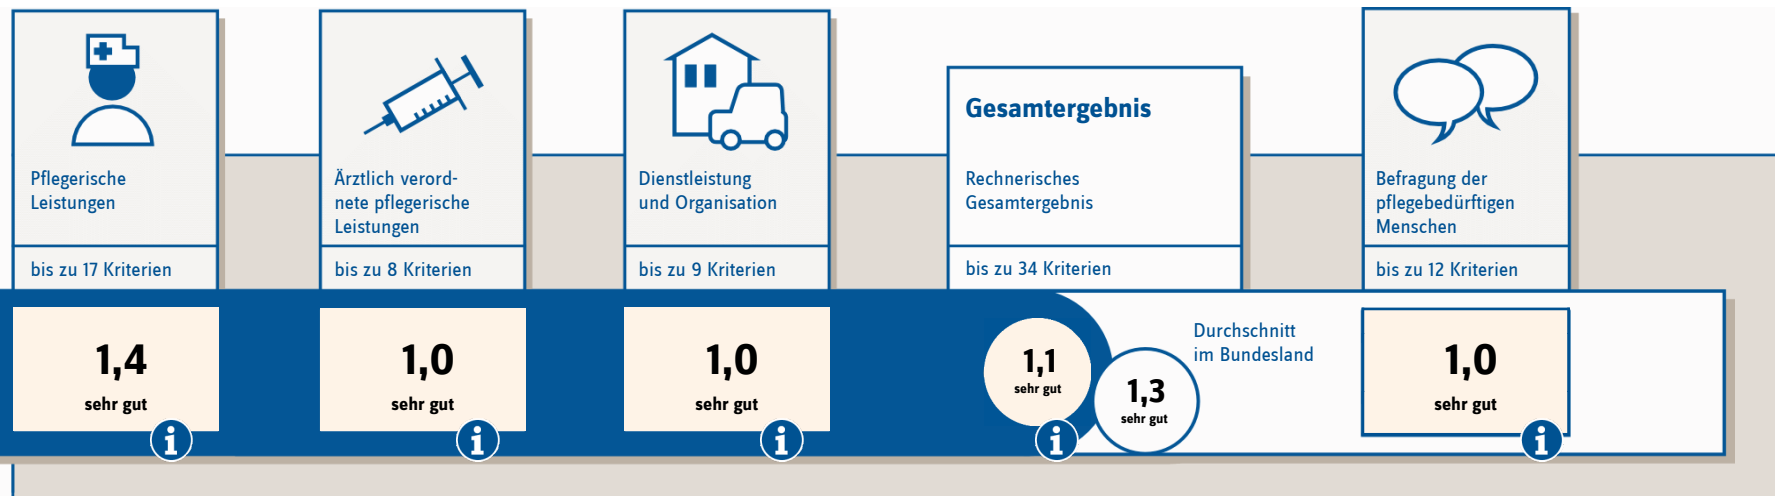 Pflegerische
Leistungen
bis zu 17 Kriterien
1,4
sehr gut
i
Ärztlich verord-
nete pflegerische
Leistungen
bis zu 8 Kriterien
1,0
sehr gut
i
Dienstleistung
und Organisation
bis zu 9 Kriterien
1,0
sehr gut
i
Gesamtergebnis
Rechnerisches
Gesamtergebnis
bis zu 34 Kriterien
1,1
sehr gut
i
1,3
sehr gut
Durchschnitt
im Bundesland
Befragung der
pflegebedürftigen
Menschen
bis zu 12 Kriterien
1,0
sehr gut
i